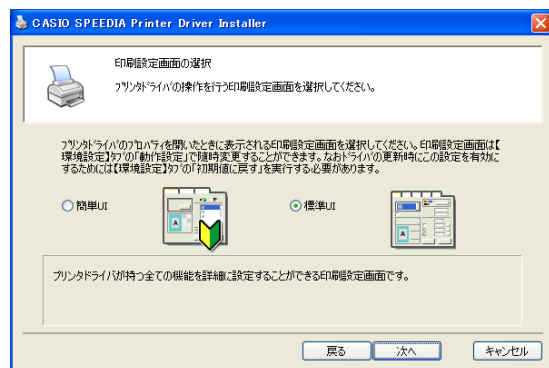 CASIO SPEEDIA Printer Driver Installer
印刷設定画面の選択
プリンタドライバの操作を行う印刷設定画面を選択してください。
プリンタドライバのプロパティを開いたときに表示される印刷設定画面を選択してください。印刷設定画面は【
環境設定】タブの「動作設定」で随時変更することができます。なおドライバの更新時にこの設定を有効に
するためには【環境設定】タブの「初期値に戻す」を実行する必要があります。
簡単UI
標準UI
プリンタドライバが持つ全ての機能を詳細に設定することができる印刷設定画面です。
戻る 次へ キャンセル